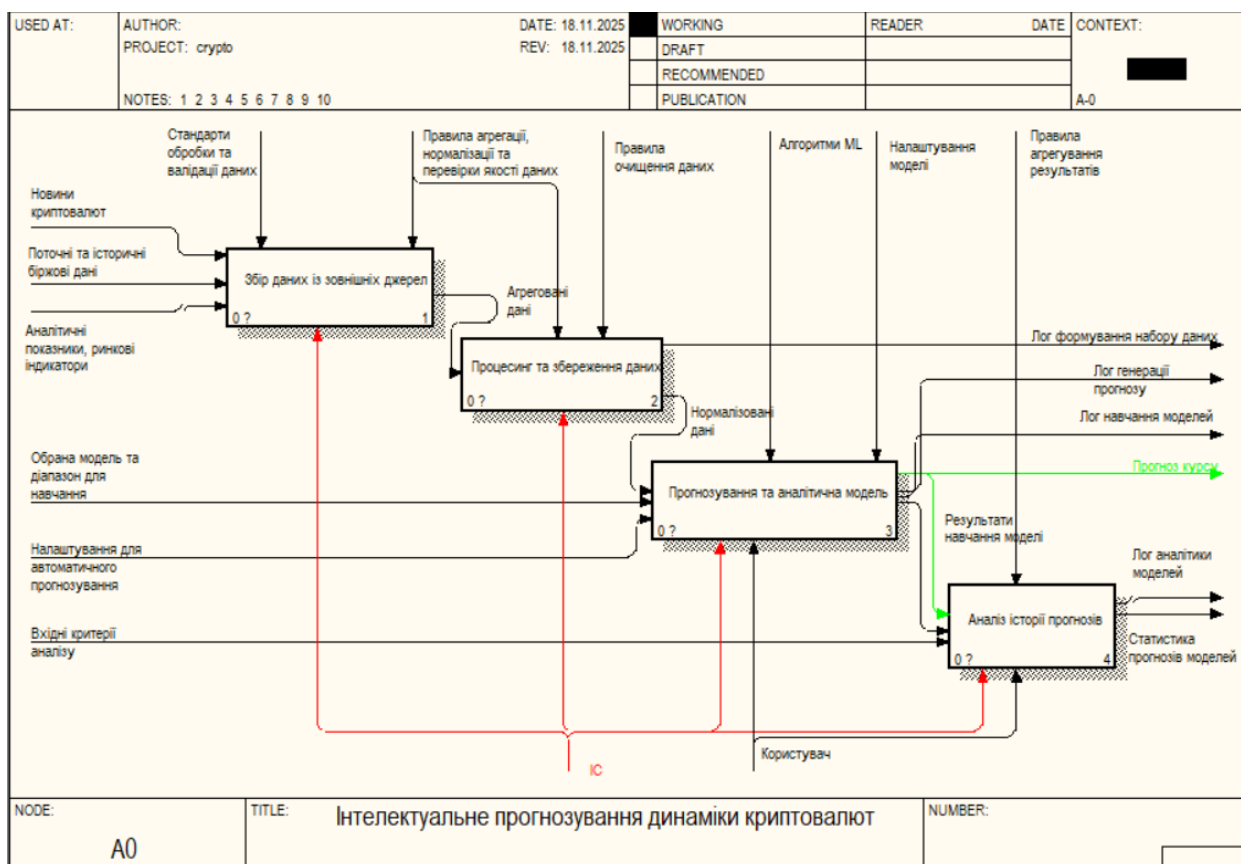 USED AT:
AUTHOR:
DATE: 18.11.2025
PROJECT: crypto
REV: 18.11.2025
NOTES: 1 2 3 4 5 6 7 8 9 10
WORKING
DRAFT
RECOMMENDED
PUBLICATION
READER
DATE
CONTEXT:
A-0
Стандарти
обробки та
валідації даних
Правила агрегації,
нормалізації та
перевірки якості даних
Правила
очищення даних
Алгоритми ML
Налаштування
моделі
Правила
агрегування
результатів
Новини
криптовалют
Поточні та історичні
біржові дані
Аналітичні
показники, ринкові
індикатори
Збір даних із зовнішніх джерел
0 ?
1
Агреговані
дані
Процесинг та збереження даних
0 ?
2
Лог формування набору даних
Лог генерації
прогнозу
Лог навчання моделей
Прогноз курсу
Нормалізовані
дані
Обрана модель та
діапазон для
навчання
Прогнозування та аналітична модель
0 ?
3
Налаштування для
автоматичного
прогнозування
Результати
навчання моделі
Лог аналітики
моделей
Вхідні критерії
аналізу
Аналіз історії прогнозів
0 ?
4
Статистика
прогнозів моделей
ІС
Користувач
NODE:
A0
TITLE:
Інтелектуальне прогнозування динаміки криптовалют
NUMBER: